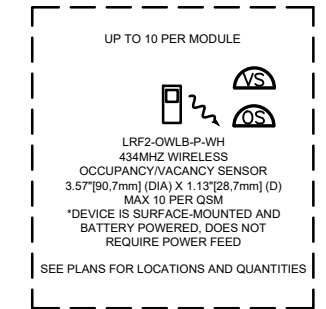 UP TO 10 PER MODULE
VS
OS
LRF2-OWLB-P-WH
434MHZ WIRELESS
OCCUPANCY/VACANCY SENSOR
3.57"[90,7mm] (DIA) X 1.13"[28,7mm] (D)
MAX 10 PER QSM
*DEVICE IS SURFACE-MOUNTED AND
BATTERY POWERED, DOES NOT
REQUIRE POWER FEED
SEE PLANS FOR LOCATIONS AND QUANTITIES